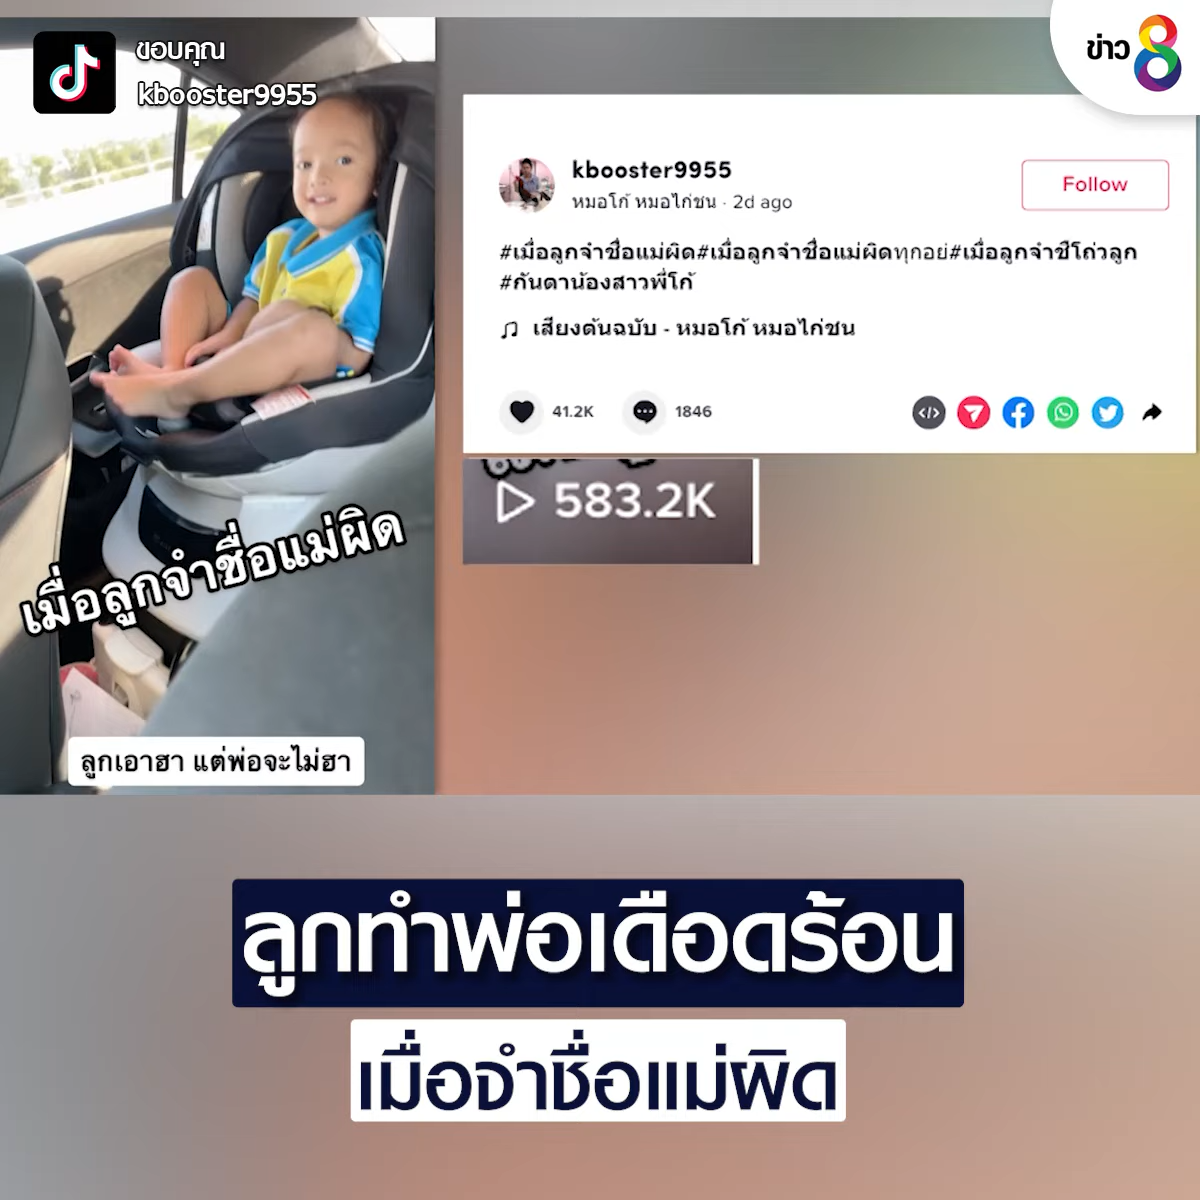 ขอบคุณ
kbooster9955
ข่าว 8
kbooster9955
หมอโก้ หมอไก่ชน · 2d ago
Follow
#เมื่อลูกจำชื่อแม่ผิด#เมื่อลูกจำชื่อแม่ผิดทุกอย่#เมื่อลูกจำชื่โถ่วลูก
#กันดาน้องสาวพี่โก้
เสียงต้นฉบับ - หมอโก้ หมอไก่ชน
41.2K
1846
583.2K
เมื่อลูกจำชื่อแม่ผิด
ลูกเอาฮา แต่พ่อจะไม่ฮา
ลูกทำพ่อเดือดร้อน
เมื่อจำชื่อแม่ผิด